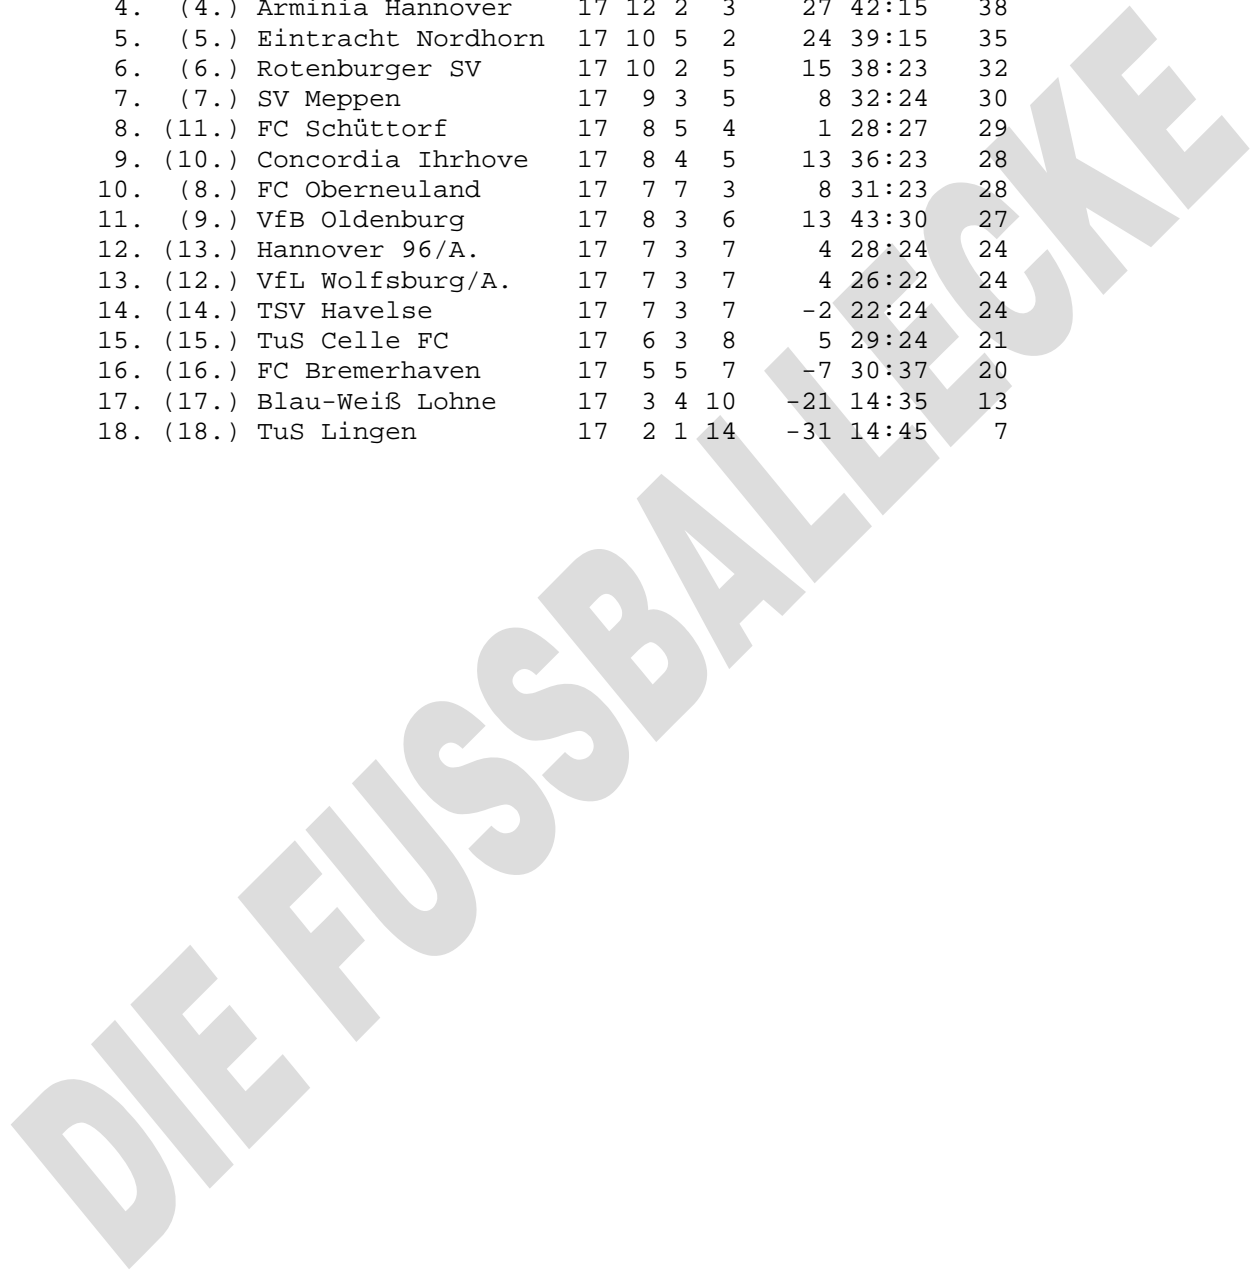 4. (4.) Arminia Hannover 17 12 2 3 27 42:15 38
5. (5.) Eintracht Nordhorn 17 10 5 2 24 39:15 35
6. (6.) Rotenburger SV 17 10 2 5 15 38:23 32
7. (7.) SV Meppen 17 9 3 5 8 32:24 30
8. (11.) FC Schüttorf 17 8 5 4 1 28:27 29
9. (10.) Concordia Ihrhove 17 8 4 5 13 36:23 28
10. (8.) FC Oberneuland 17 7 7 3 8 31:23 28
11. (9.) VfB Oldenburg 17 8 3 6 13 43:30 27
12. (13.) Hannover 96/A. 17 7 3 7 4 28:24 24
13. (12.) VfL Wolfsburg/A. 17 7 3 7 4 26:22 24
14. (14.) TSV Havelse 17 7 3 7 -2 22:24 24
15. (15.) TuS Celle FC 17 6 3 8 5 29:24 21
16. (16.) FC Bremerhaven 17 5 5 7 -7 30:37 20
17. (17.) Blau-Weiß Lohne 17 3 4 10 -21 14:35 13
18. (18.) TuS Lingen 17 2 1 14 -31 14:45 7
DIE FUSSBALLECKE